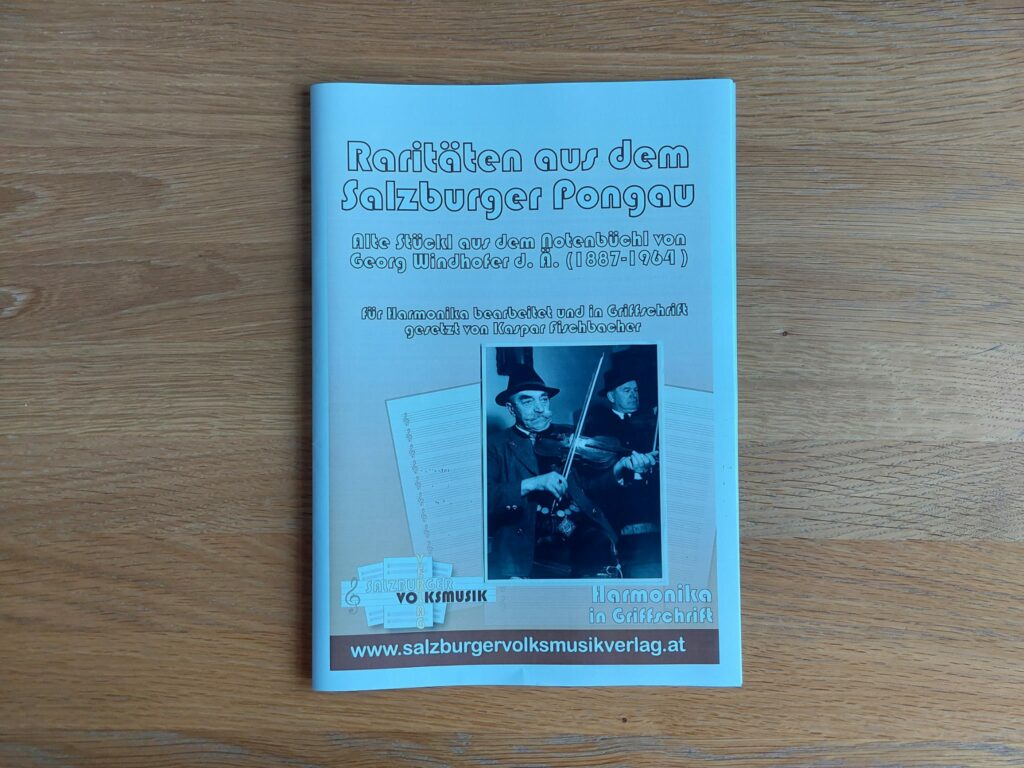 Raritäten aus dem
Salzburger Pongau
Alte Stückl aus dem Notenbüchl von
Georg Windhofer d. Ä. (1887-1964)
für Harmonika bearbeitet und in Griffschrift
gesetzt von Kaspar Fischbacher
SALZBURGER
VOLKSMUSIK
VERLAG
Harmonika
in Griffschrift
www.salzburgervolksmusikverlag.at